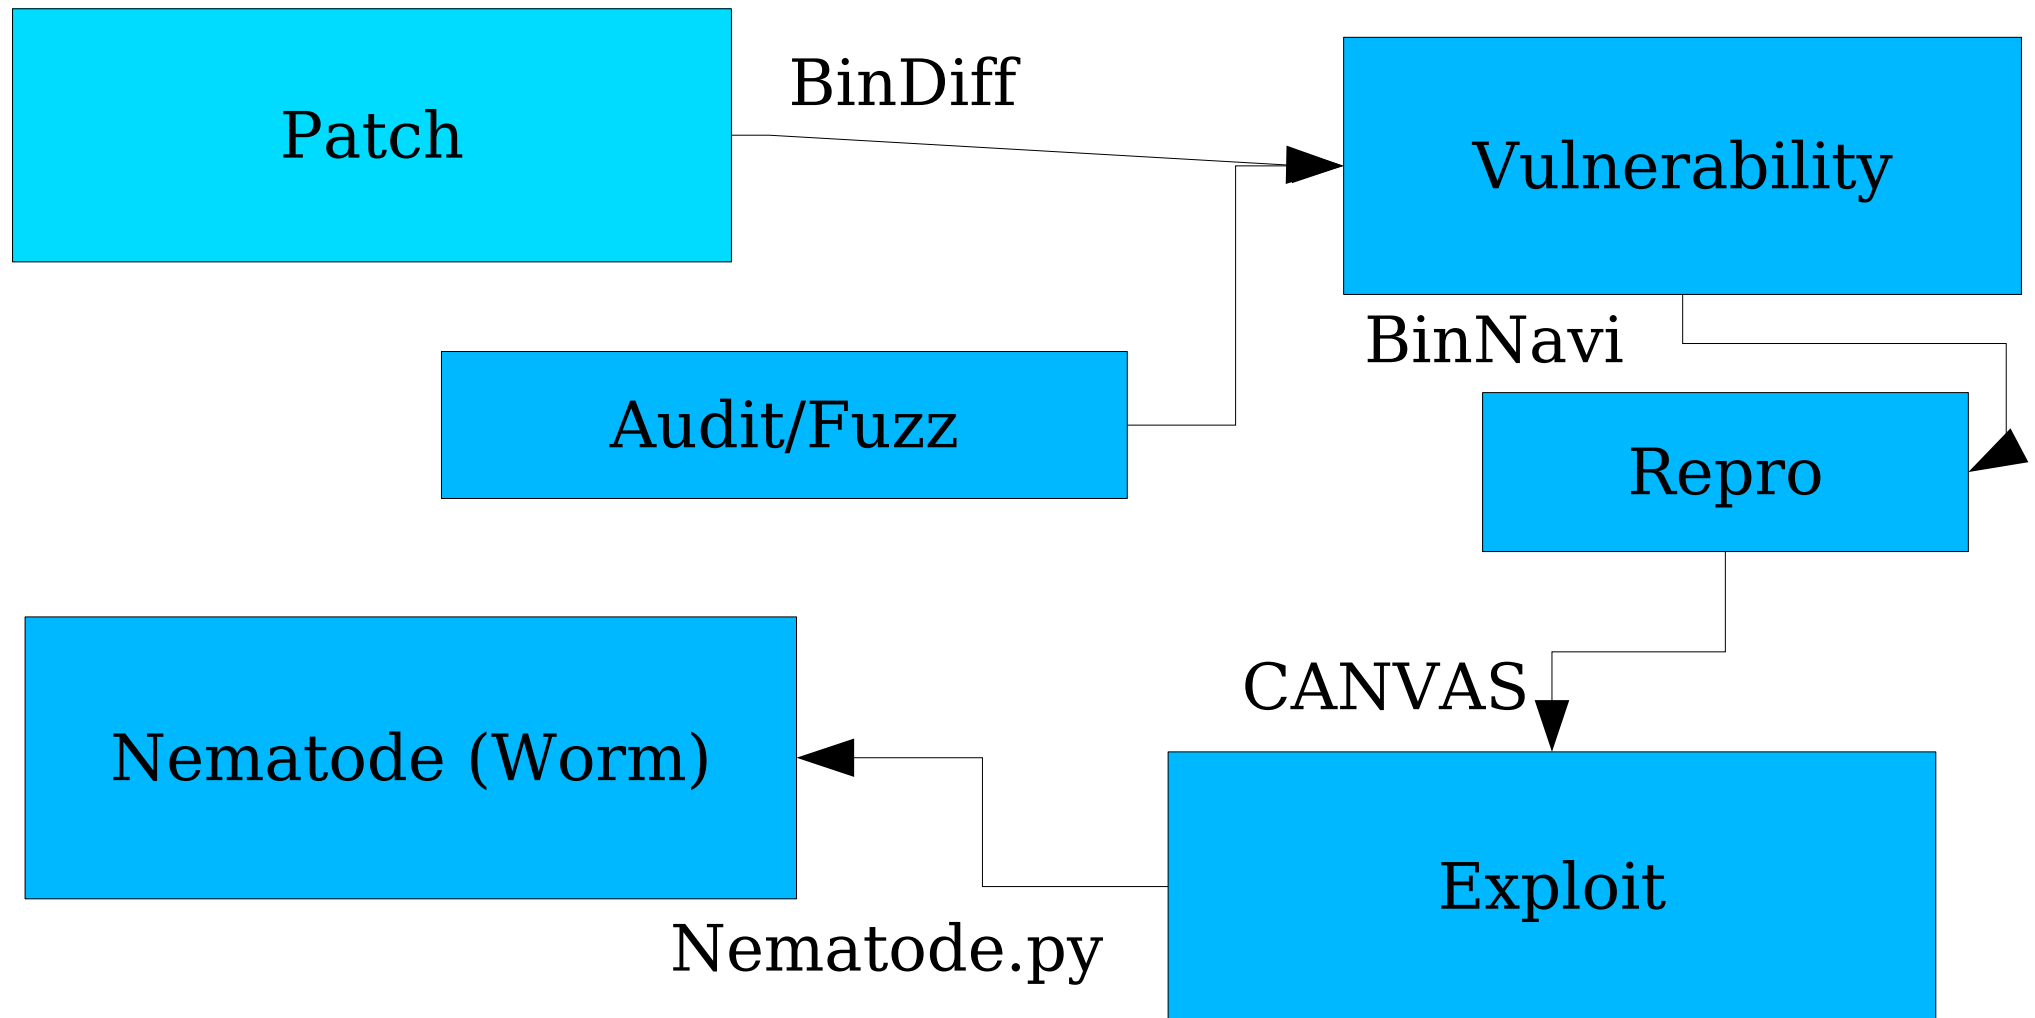 Patch
BinDiff
Vulnerability
BinNavi
Audit/Fuzz
Repro
CANVAS
Nematode (Worm)
Exploit
Nematode.py